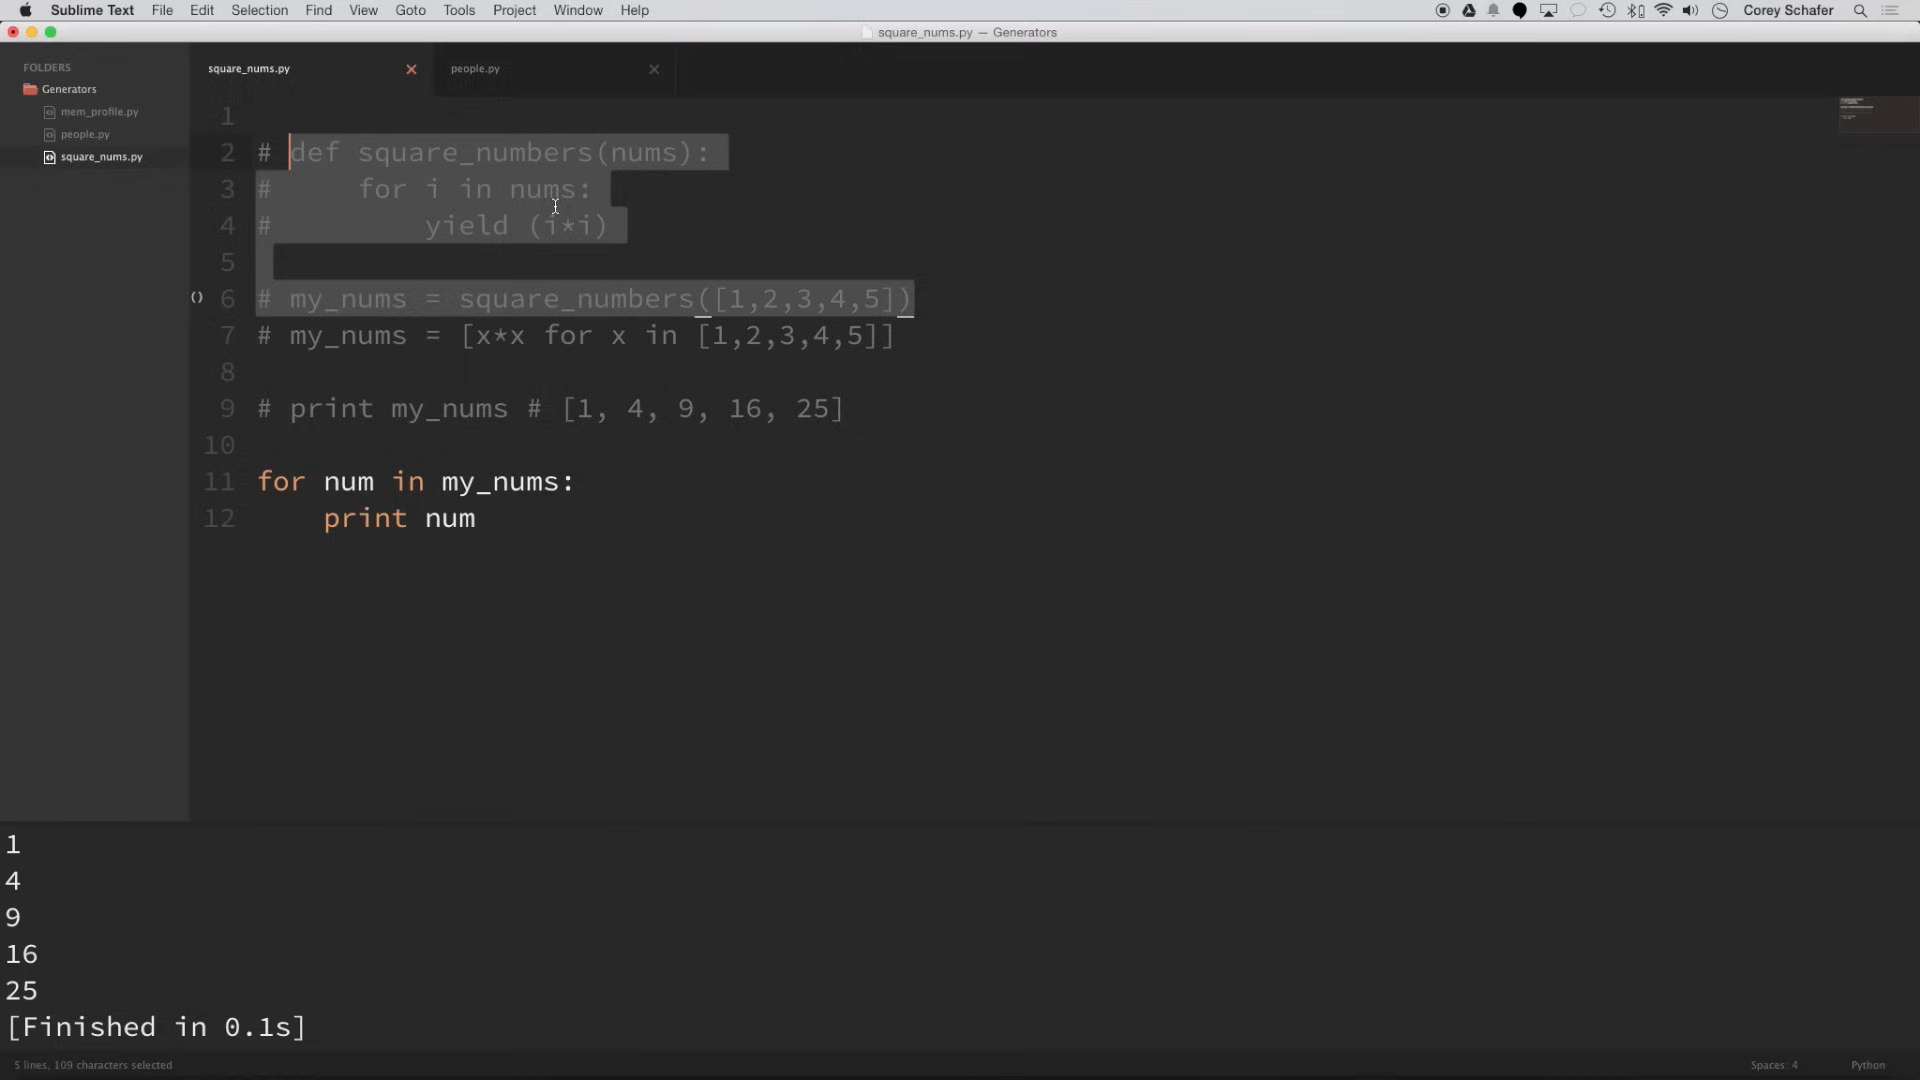 Sublime Text File Edit Selection Find View Goto Tools Project Window Help Corey Schafer
square_nums.py — Generators
FOLDERS
Generators
mem_profile.py
people.py
square_nums.py
square_nums.py people.py
1
2 # def square_numbers(nums):
3 #     for i in nums:
4 #         yield (i*i)
5
6 # my_nums = square_numbers([1,2,3,4,5])
7 # my_nums = [x*x for x in [1,2,3,4,5]]
8
9 # print my_nums # [1, 4, 9, 16, 25]
10
11 for num in my_nums:
12     print num
1
4
9
16
25
[Finished in 0.1s]
5 lines, 109 characters selected Spaces: 4 Python